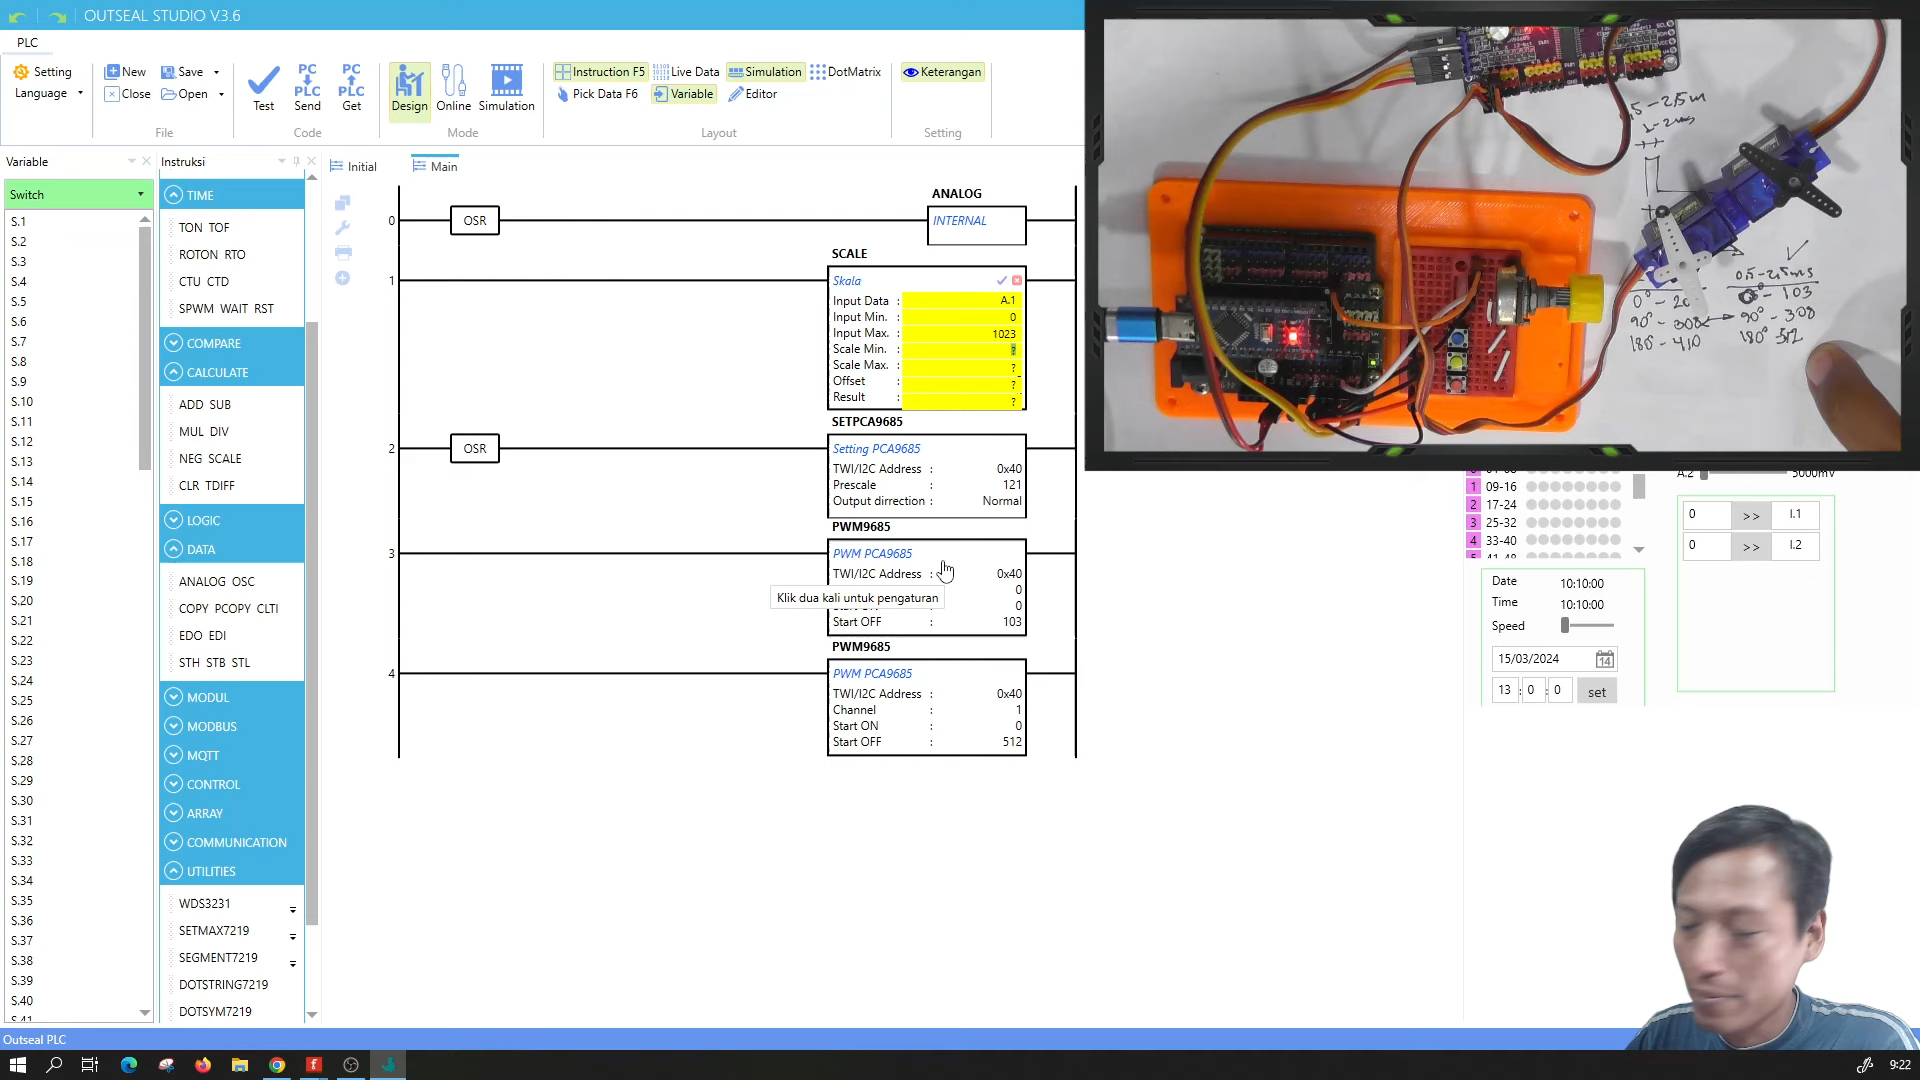 OUTSEAL STUDIO V.3.6
PLC
Setting
Language
New
Close
Save
Open
File
Test
PC PLC Send
PC PLC Get
Code
Design
Online
Simulation
Mode
Instruction F5
Live Data
Simulation
DotMatrix
Pick Data F6
Variable
Editor
Layout
Keterangan
Setting
Variable
Switch
S.1
S.2
S.3
S.4
S.5
S.6
S.7
S.8
S.9
S.10
S.11
S.12
S.13
S.14
S.15
S.16
S.17
S.18
S.19
S.20
S.21
S.22
S.23
S.24
S.25
S.26
S.27
S.28
S.29
S.30
S.31
S.32
S.33
S.34
S.35
S.36
S.37
S.38
S.39
S.40
S.41
Instruksi
TIME
TON TOF
ROTON RTO
CTU CTD
SPWM WAIT RST
COMPARE
CALCULATE
ADD SUB
MUL DIV
NEG SCALE
CLR TDIFF
LOGIC
DATA
ANALOG OSC
COPY PCOPY CLTI
EDO EDI
STH STB STL
MODUL
MODBUS
MQTT
CONTROL
ARRAY
COMMUNICATION
UTILITIES
WDS3231
SETMAX7219
SEGMENT7219
DOTSTRING7219
DOTSYM7219
Initial
Main
0
OSR
ANALOG
INTERNAL
1
SCALE
Skala
Input Data : A.1
Input Min. : 0
Input Max. : 1023
Scale Min. : ?
Scale Max. : ?
Offset : ?
Result : ?
2
OSR
SETPCA9685
Setting PCA9685
TWI/I2C Address : 0x40
Prescale : 121
Output dirrection : Normal
3
PWM9685
PWM PCA9685
TWI/I2C Address : 0x40
0
Klik dua kali untuk pengaturan
0
Start OFF : 103
4
PWM9685
PWM PCA9685
TWI/I2C Address : 0x40
Channel : 1
Start ON : 0
Start OFF : 512
0.5-2.5ms
103
90° - 308
90° - 308
180° - 410
180° 512
1 09-16
2 17-24
3 25-32
4 33-40
A.2
5000mV
0 >> I.1
0 >> I.2
Date 10:10:00
Time 10:10:00
Speed
15/03/2024
14
13 : 0 : 0 set
Outseal PLC
9:22